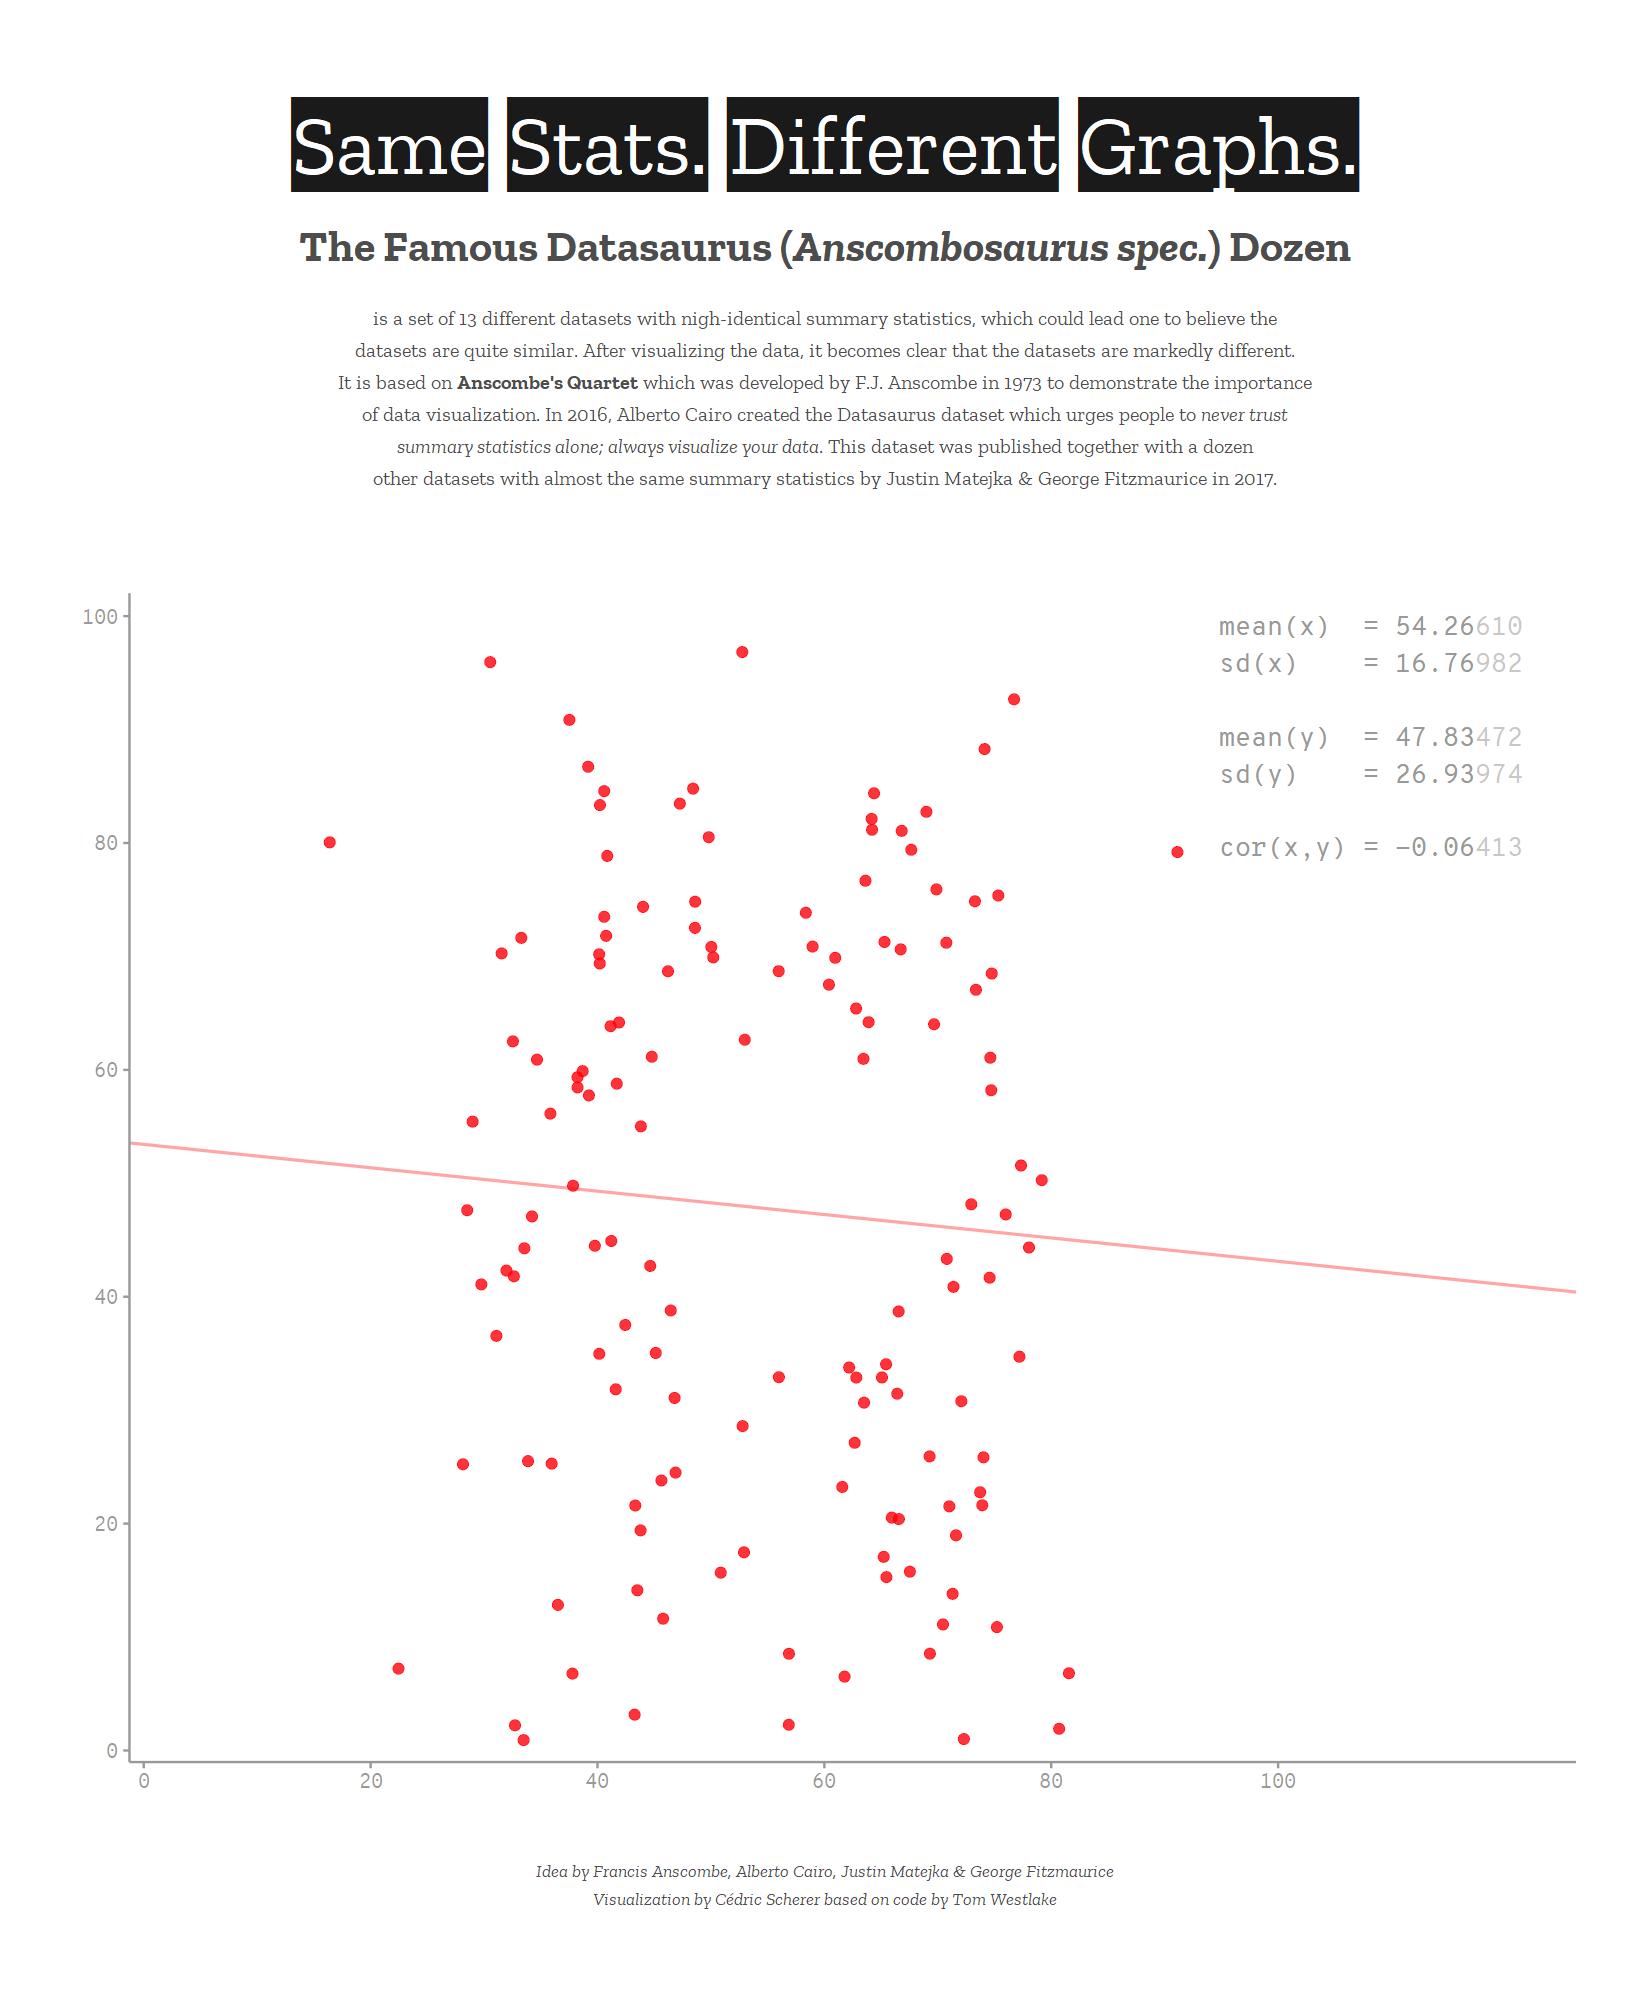 Same Stats. Different Graphs.
The Famous Datasaurus (Anscombosaurus spec.) Dozen
is a set of 13 different datasets with nigh-identical summary statistics, which could lead one to believe the
datasets are quite similar. After visualizing the data, it becomes clear that the datasets are markedly different.
It is based on Anscombe's Quartet which was developed by F.J. Anscombe in 1973 to demonstrate the importance
of data visualization. In 2016, Alberto Cairo created the Datasaurus dataset which urges people to never trust
summary statistics alone; always visualize your data. This dataset was published together with a dozen
other datasets with almost the same summary statistics by Justin Matejka & George Fitzmaurice in 2017.
100
80
60
40
20
0
mean(x) = 54.26610
sd(x) = 16.76982
mean(y) = 47.83472
sd(y) = 26.93974
cor(x,y) = −0.06413
0 20 40 60 80 100
Idea by Francis Anscombe, Alberto Cairo, Justin Matejka & George Fitzmaurice
Visualization by Cédric Scherer based on code by Tom Westlake